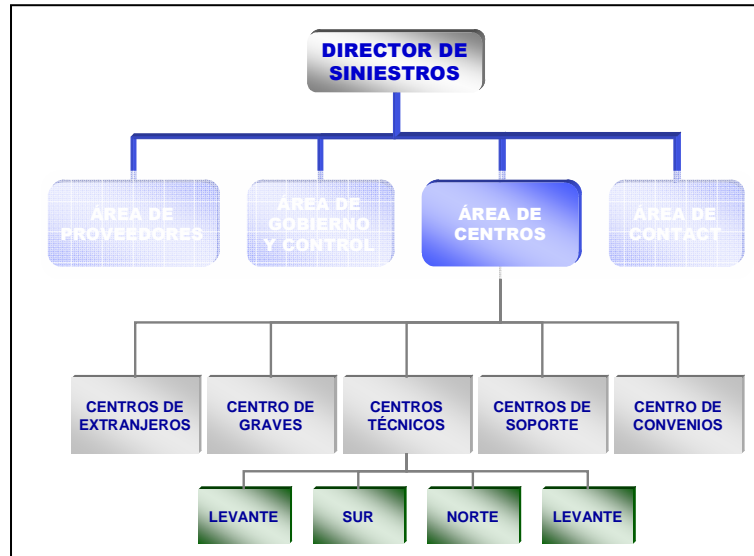 DIRECTOR DE
SINIESTROS
ÁREA DE
PROVEEDORES
ÁREA DE
GOBIERNO
Y CONTROL
ÁREA DE
CENTROS
ÁREA DE
CONTACT
CENTROS DE
EXTRANJEROS
CENTRO DE
GRAVES
CENTROS
TÉCNICOS
CENTROS DE
SOPORTE
CENTRO DE
CONVENIOS
LEVANTE
SUR
NORTE
LEVANTE